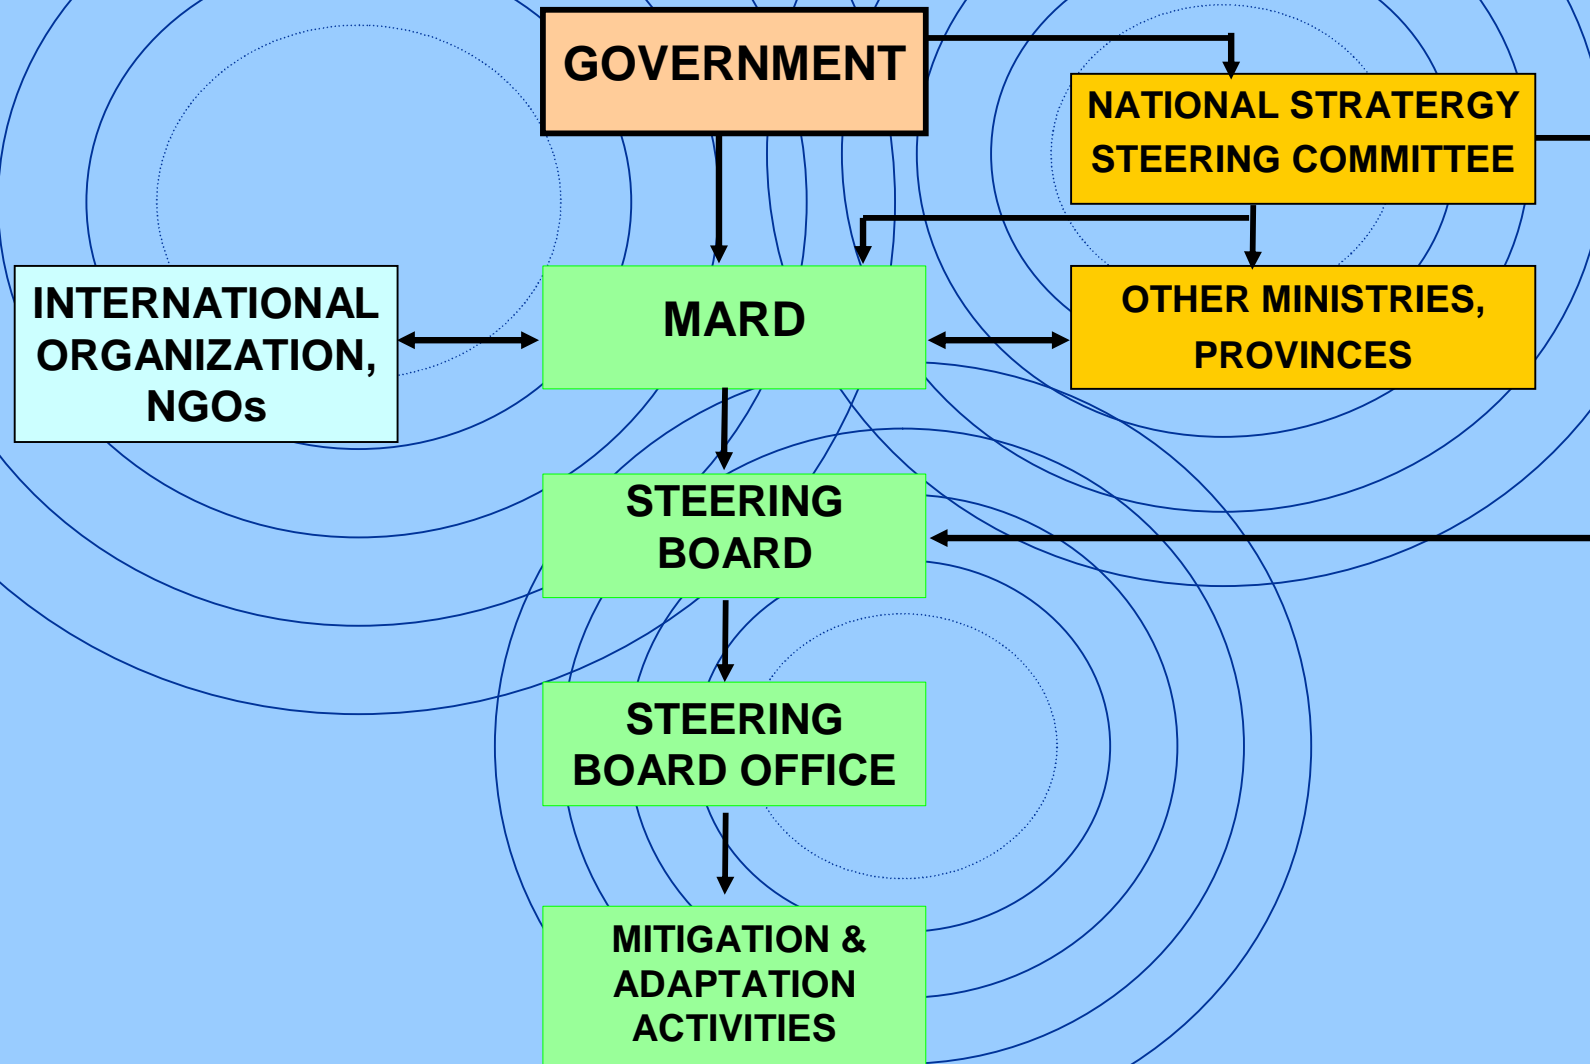 GOVERNMENT
NATIONAL STRATERGY
STEERING COMMITTEE
INTERNATIONAL
ORGANIZATION,
NGOs
MARD
OTHER MINISTRIES,
PROVINCES
STEERING
BOARD
STEERING
BOARD OFFICE
MITIGATION &
ADAPTATION
ACTIVITIES